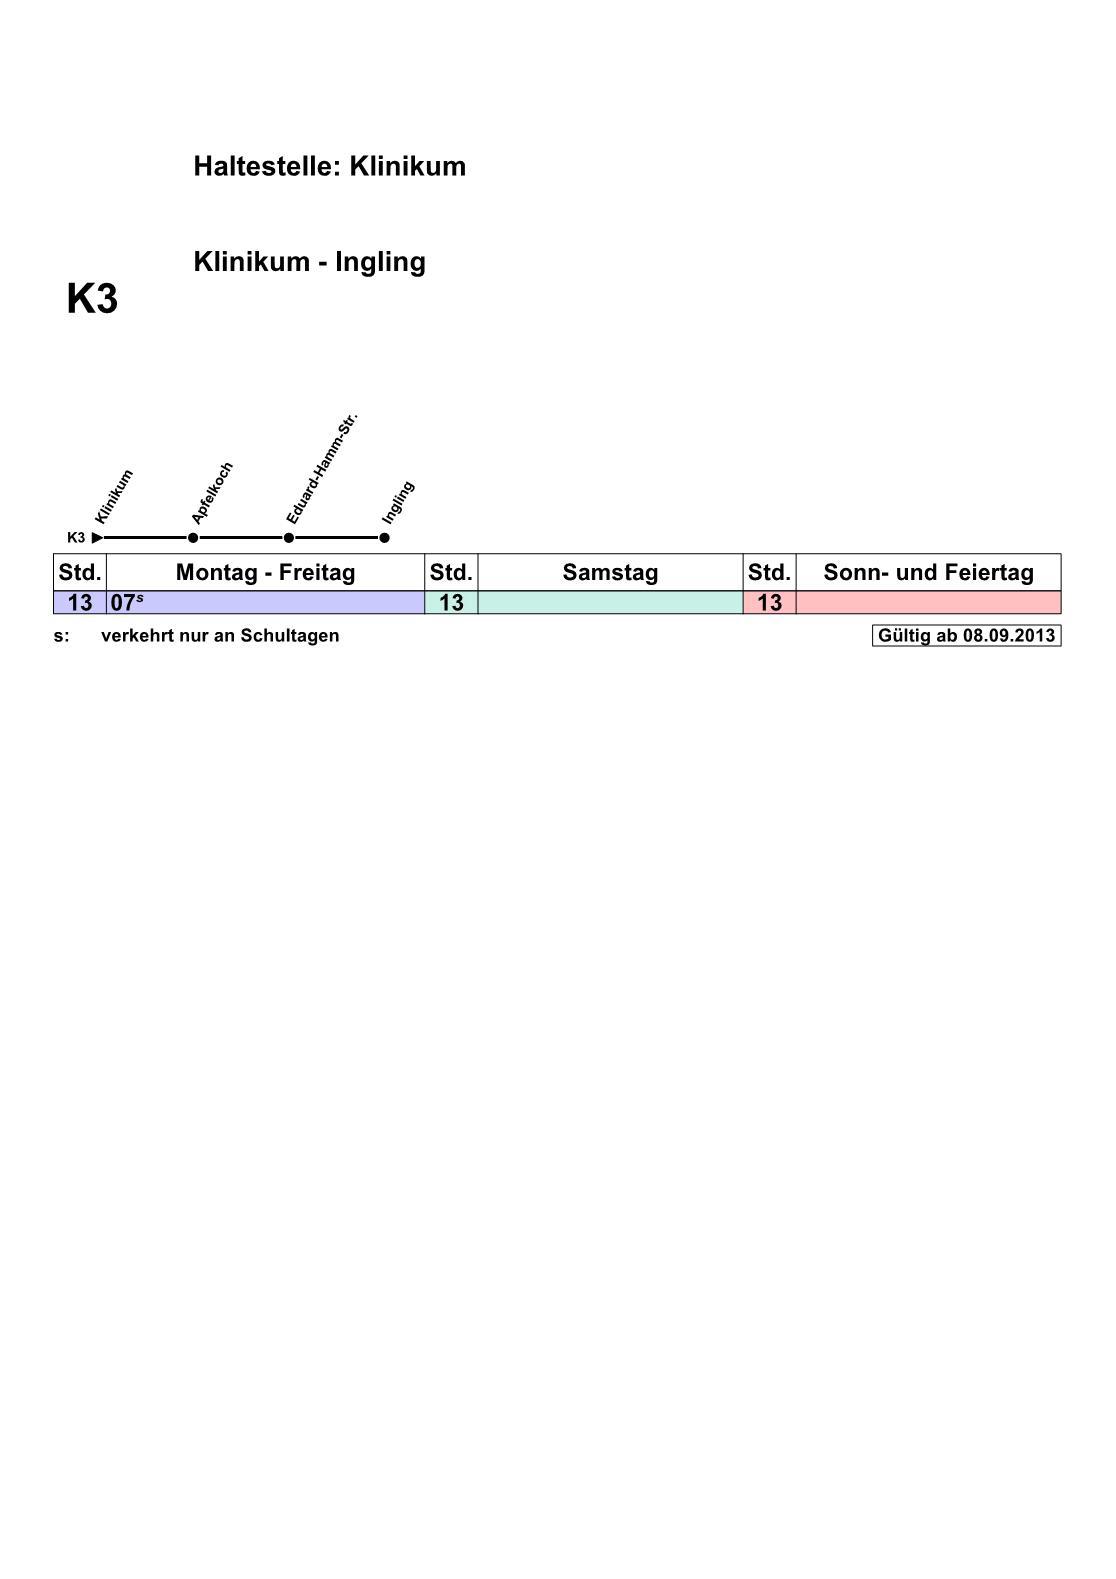 Haltestelle: Klinikum
Klinikum - Ingling
K3
Klinikum
Apfelkoch
Eduard-Hamm-Str.
Ingling
K3
Std. Montag - Freitag Std. Samstag Std. Sonn- und Feiertag
13 07s 13 13
s: verkehrt nur an Schultagen Gültig ab 08.09.2013